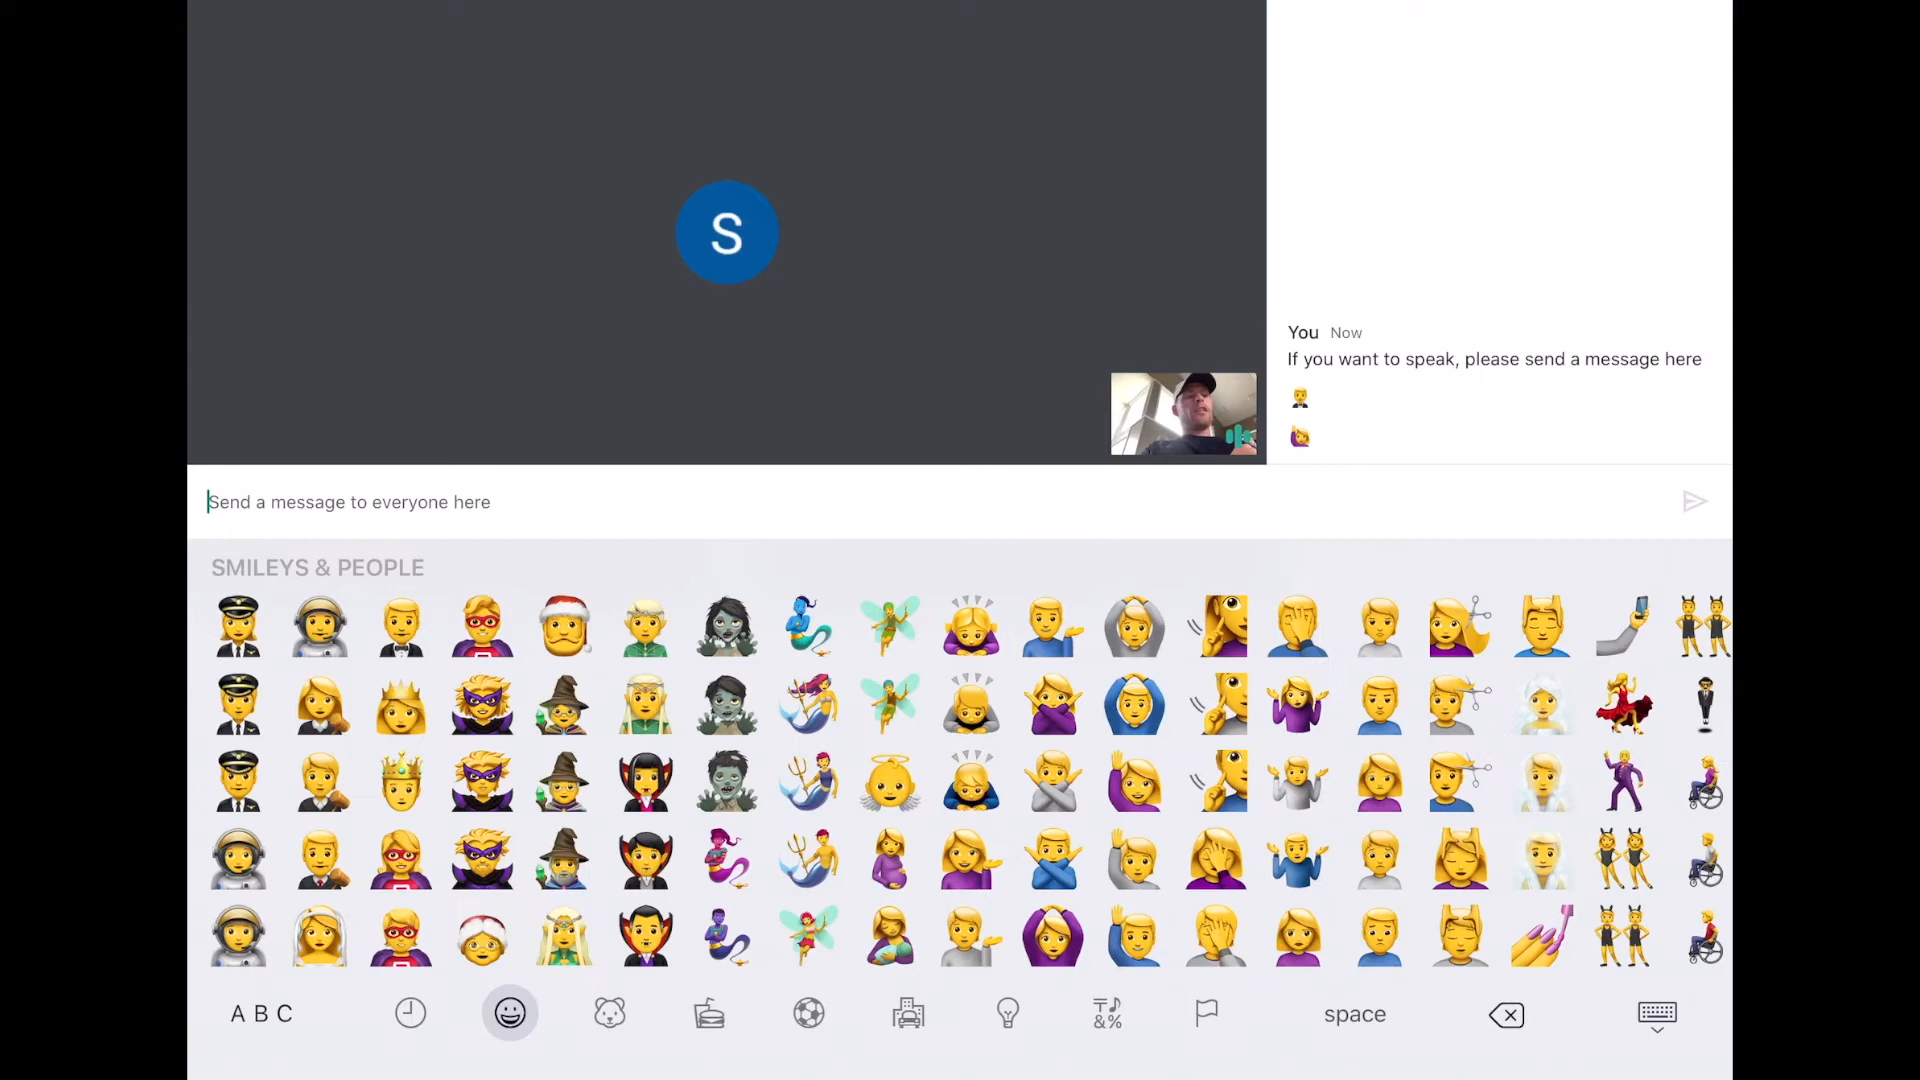 S
You Now
If you want to speak, please send a message here
Send a message to everyone here
SMILEYS & PEOPLE
ABC
space